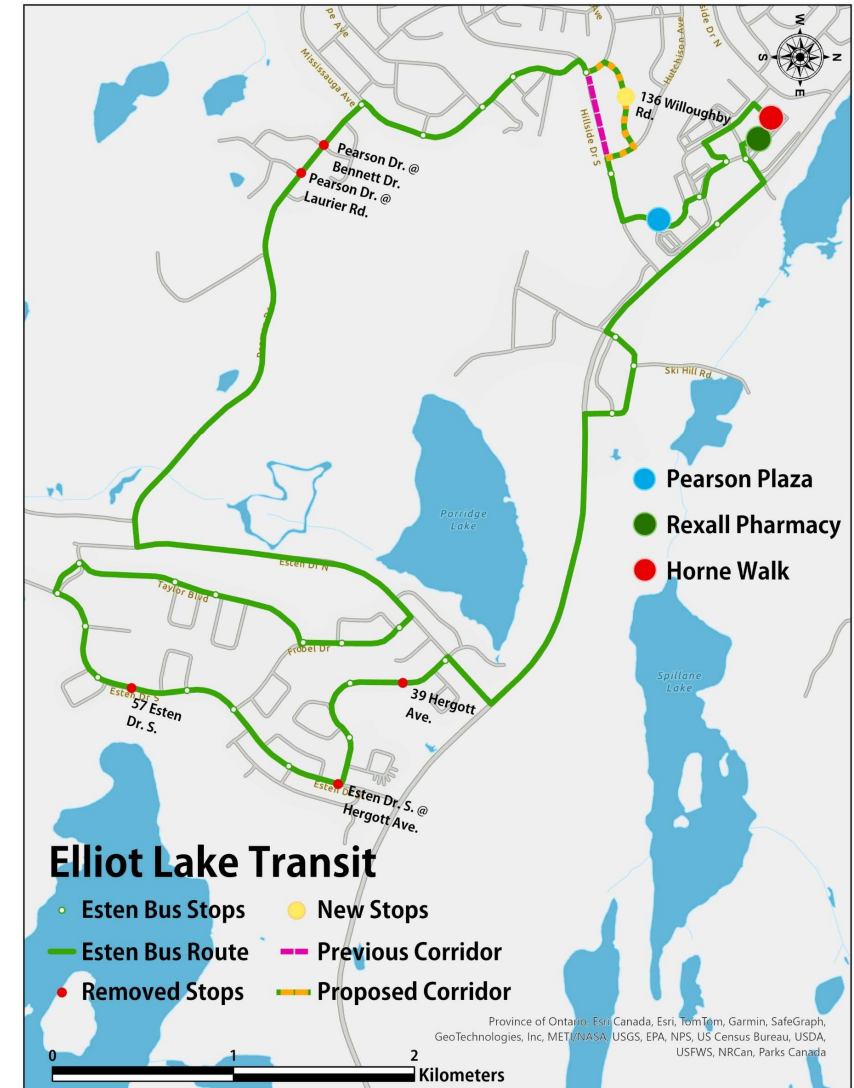 pe Ave
Ave
side Dr N
Mississauga Ave
Hutchison Ave
W
S
N
E
136 Willoughby
Rd.
Hillside Dr S
Pearson Dr. @
Bennett Dr.
Pearson Dr. @
Laurier Rd.
Ski Hill Rd
Pearson Plaza
Porridge
Lake
Rexall Pharmacy
Horne Walk
Esten Dr N
Taylor Blvd
Frobel Dr
Spillane
Lake
Esten Dr S
57 Esten
Dr. S.
39 Hergott
Ave.
Esten Dr. S. @
Hergott Ave.
Elliot Lake Transit
Esten Bus Stops
New Stops
Esten Bus Route
Previous Corridor
Removed Stops
Proposed Corridor
Province of Ontario, Esri Canada, Esri, TomTom, Garmin, SafeGraph,
GeoTechnologies, Inc, METI/NASA, USGS, EPA, NPS, US Census Bureau, USDA,
USFWS, NRCan, Parks Canada
0 1 2
Kilometers